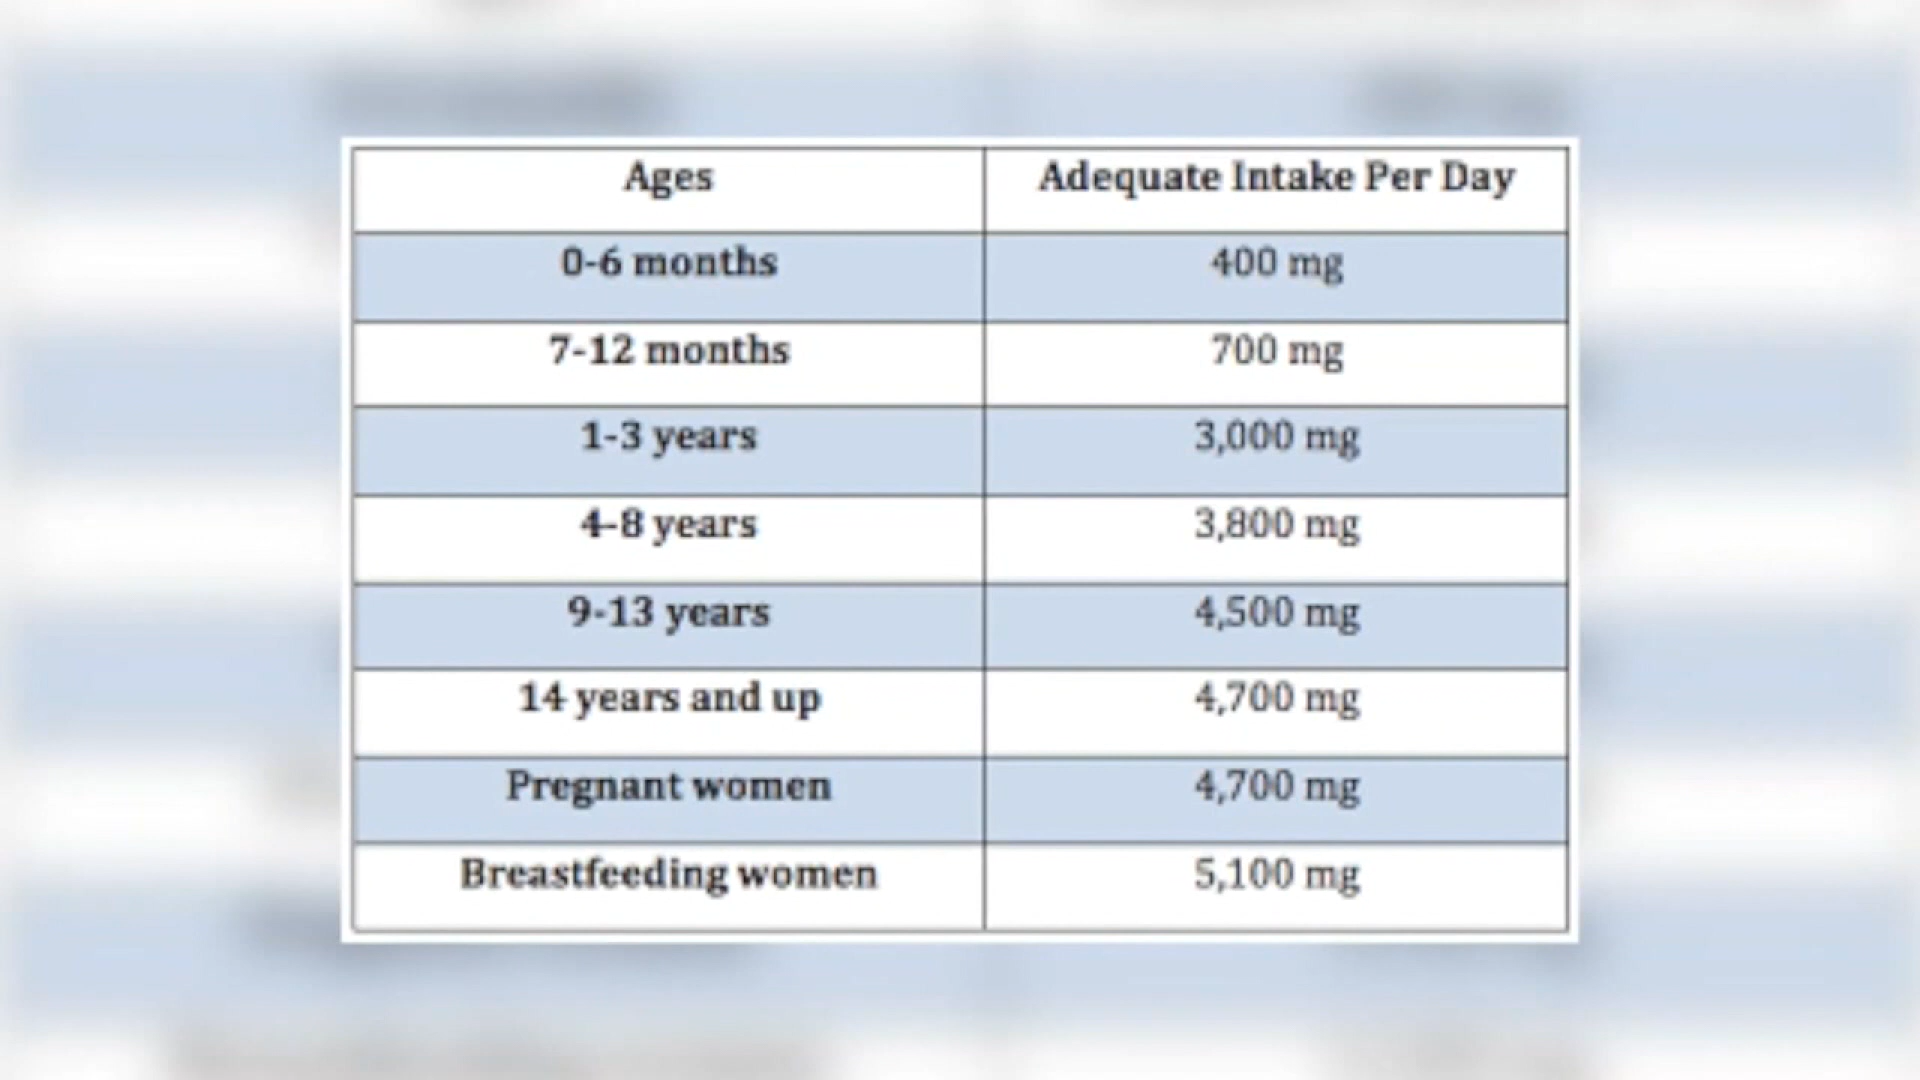 Ages Adequate Intake Per Day
0-6 months 400 mg
7-12 months 700 mg
1-3 years 3,000 mg
4-8 years 3,800 mg
9-13 years 4,500 mg
14 years and up 4,700 mg
Pregnant women 4,700 mg
Breastfeeding women 5,100 mg